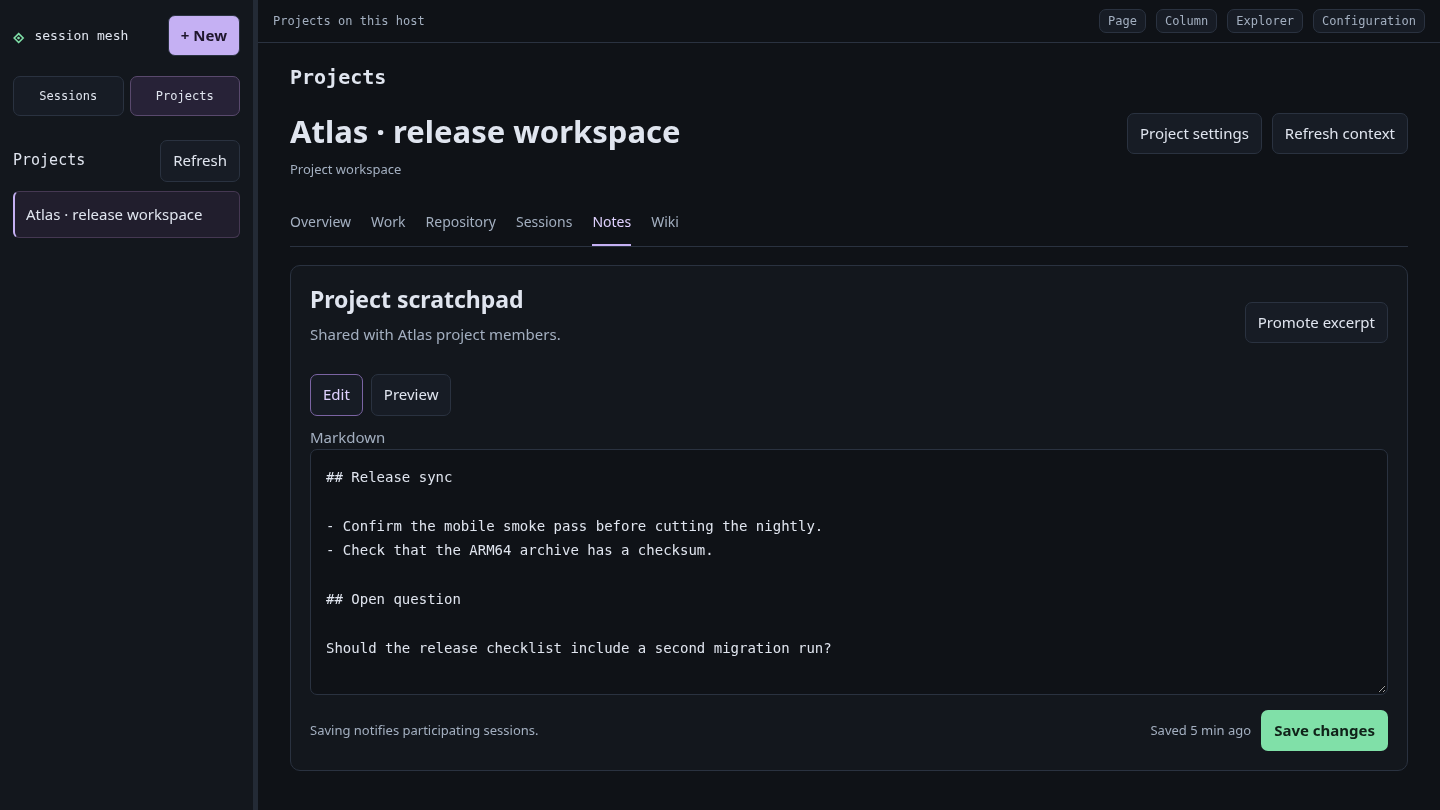 session mesh
+ New
Sessions
Projects
Projects
Refresh
Atlas · release workspace
Projects on this host
Page
Column
Explorer
Configuration
Projects
Atlas · release workspace
Project settings
Refresh context
Project workspace
Overview
Work
Repository
Sessions
Notes
Wiki
Project scratchpad
Shared with Atlas project members.
Promote excerpt
Edit
Preview
Markdown
## Release sync
- Confirm the mobile smoke pass before cutting the nightly.
- Check that the ARM64 archive has a checksum.
## Open question
Should the release checklist include a second migration run?
Saving notifies participating sessions.
Saved 5 min ago
Save changes